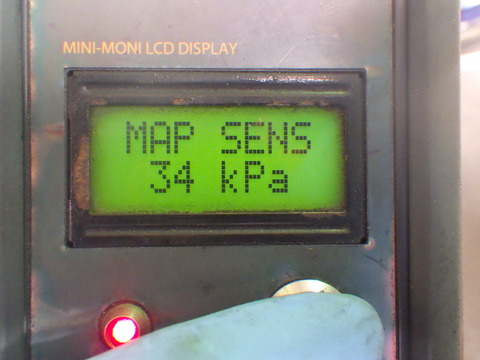 MINI-MONI LCD DISPLAY
MAP SENS
34 kPa